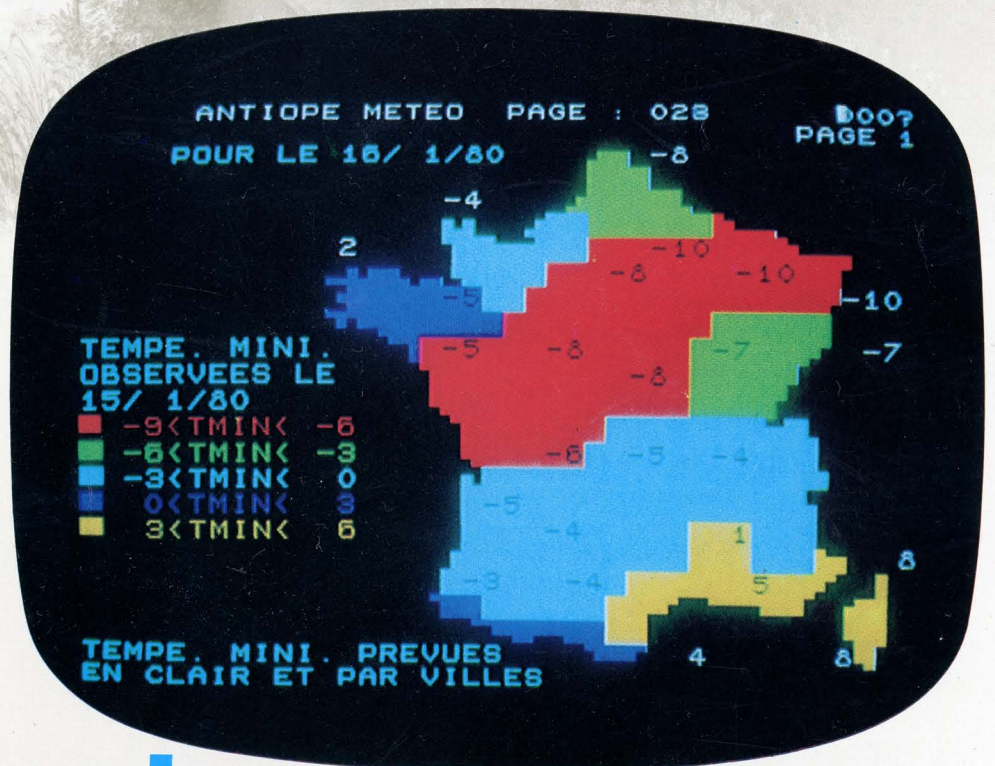 ANTIOPE METEO PAGE : 028
PAGE 1
POUR LE 16/ 1/80
-8
-4
2
-10
-8
-10
-5
-10
-5
-8
-7
-7
-8
TEMPE. MINI.
OBSERVEES LE
15/ 1/80
-9<TMIN< -6
-6<TMIN< -3
-3<TMIN< 0
0<TMIN< 3
3<TMIN< 6
-6
-5
-4
-5
-4
1
-3
-4
5
8
4
8
TEMPE. MINI. PREVUES
EN CLAIR ET PAR VILLES